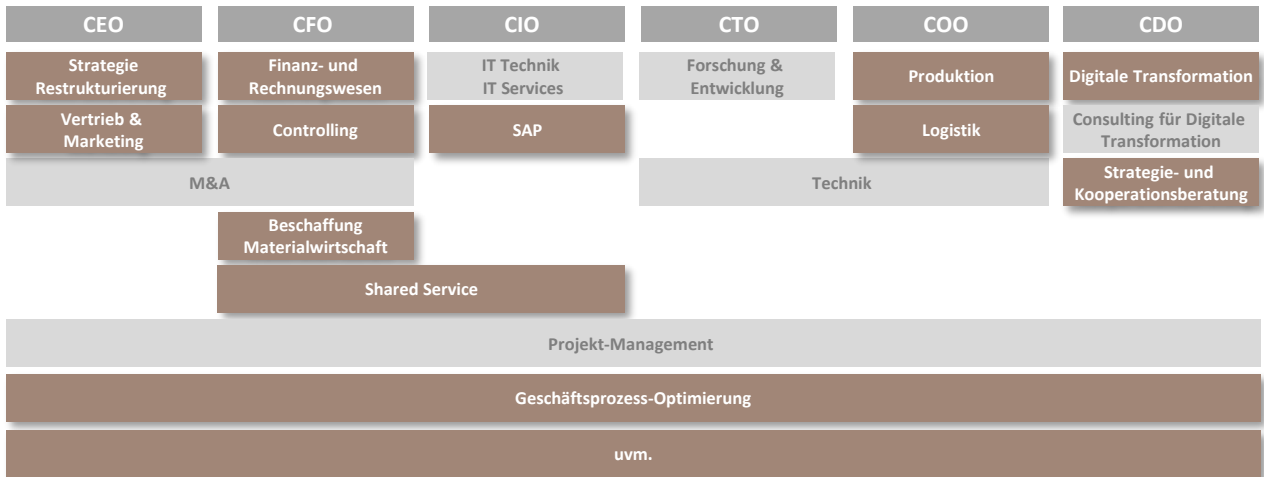 CEO
CFO
CIO
CTO
COO
CDO
Strategie
Restrukturierung
Finanz- und
Rechnungswesen
IT Technik
IT Services
Forschung &
Entwicklung
Produktion
Digitale Transformation
Vertrieb &
Marketing
Controlling
SAP
Logistik
Consulting für Digitale
Transformation
M&A
Technik
Strategie- und
Kooperationsberatung
Beschaffung
Materialwirtschaft
Shared Service
Projekt-Management
Geschäftsprozess-Optimierung
uvm.